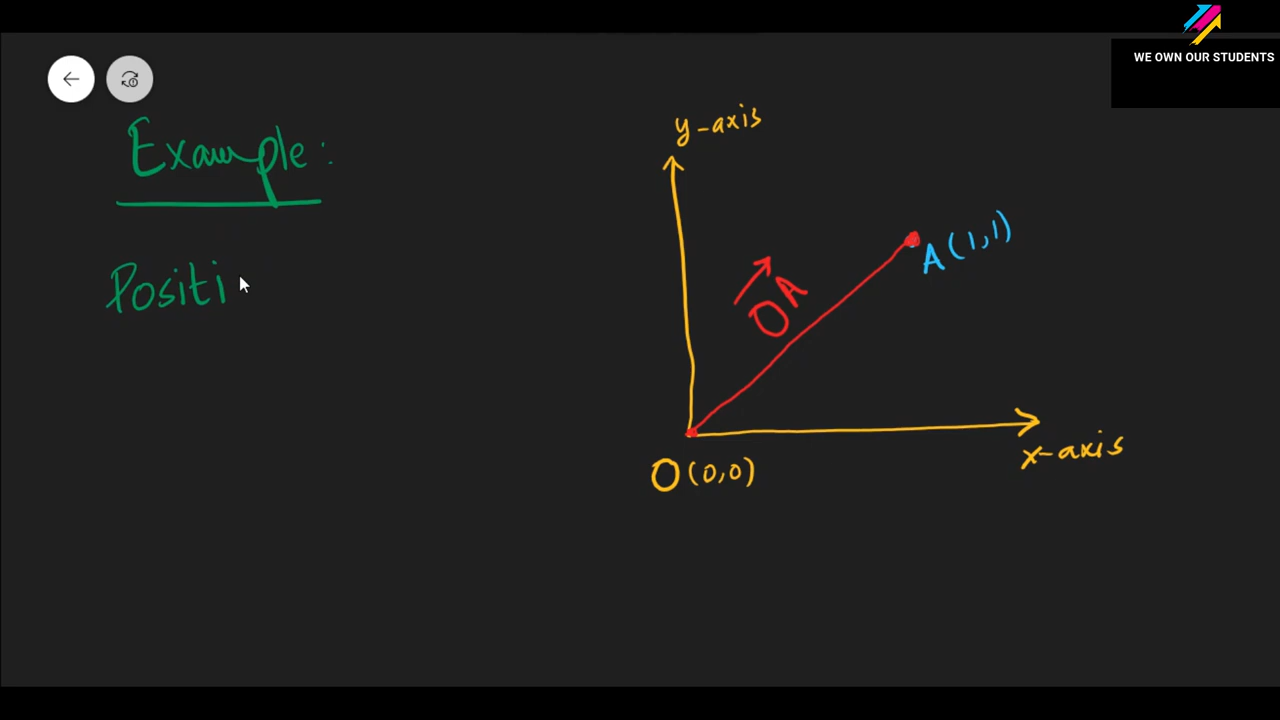 WE OWN OUR STUDENTS
Example:
Positi
y-axis
A(1,1)
OA
x-axis
O(0,0)